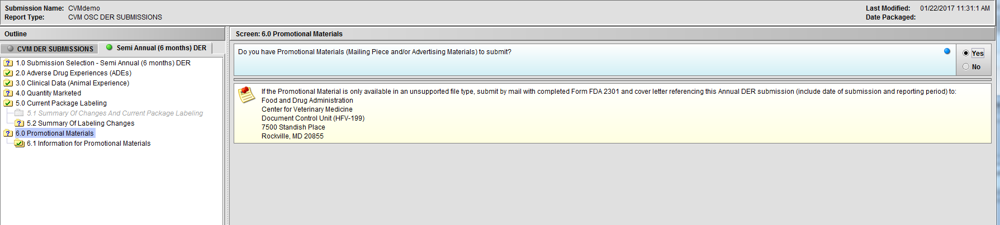 Submission Name: CVMdemo
Last Modified: 01/22/2017 11:31:1 AM
Report Type: CVM OSC DER SUBMISSIONS
Date Packaged:
Outline
CVM DER SUBMISSIONS
Semi Annual (6 months) DER
1.0 Submission Selection - Semi Annual (6 months) DER
2.0 Adverse Drug Experiences (ADEs)
3.0 Clinical Data (Animal Experience)
4.0 Quantity Marketed
5.0 Current Package Labeling
5.1 Summary Of Changes And Current Package Labeling
5.2 Summary Of Labeling Changes
6.0 Promotional Materials
6.1 Information for Promotional Materials
Screen: 6.0 Promotional Materials
Do you have Promotional Materials (Mailing Piece and/or Advertising Materials) to submit?
Yes
No
If the Promotional Material is only available in an unsupported file type, submit by mail with completed Form FDA 2301 and cover letter referencing this Annual DER submission (include date of submission and reporting period) to:
Food and Drug Administration
Center for Veterinary Medicine
Document Control Unit (HFV-199)
7500 Standish Place
Rockville, MD 20855